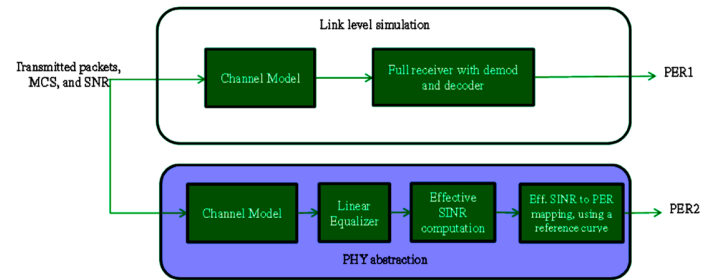 Link level simulation
Transmitted packets,
MCS, and SNR
Channel Model
Full receiver with demod
and decoder
PER1
Channel Model
Linear
Equalizer
Effective
SINR
computation
Eff. SINR to PER
mapping, using a
reference curve
PER2
PHY abstraction